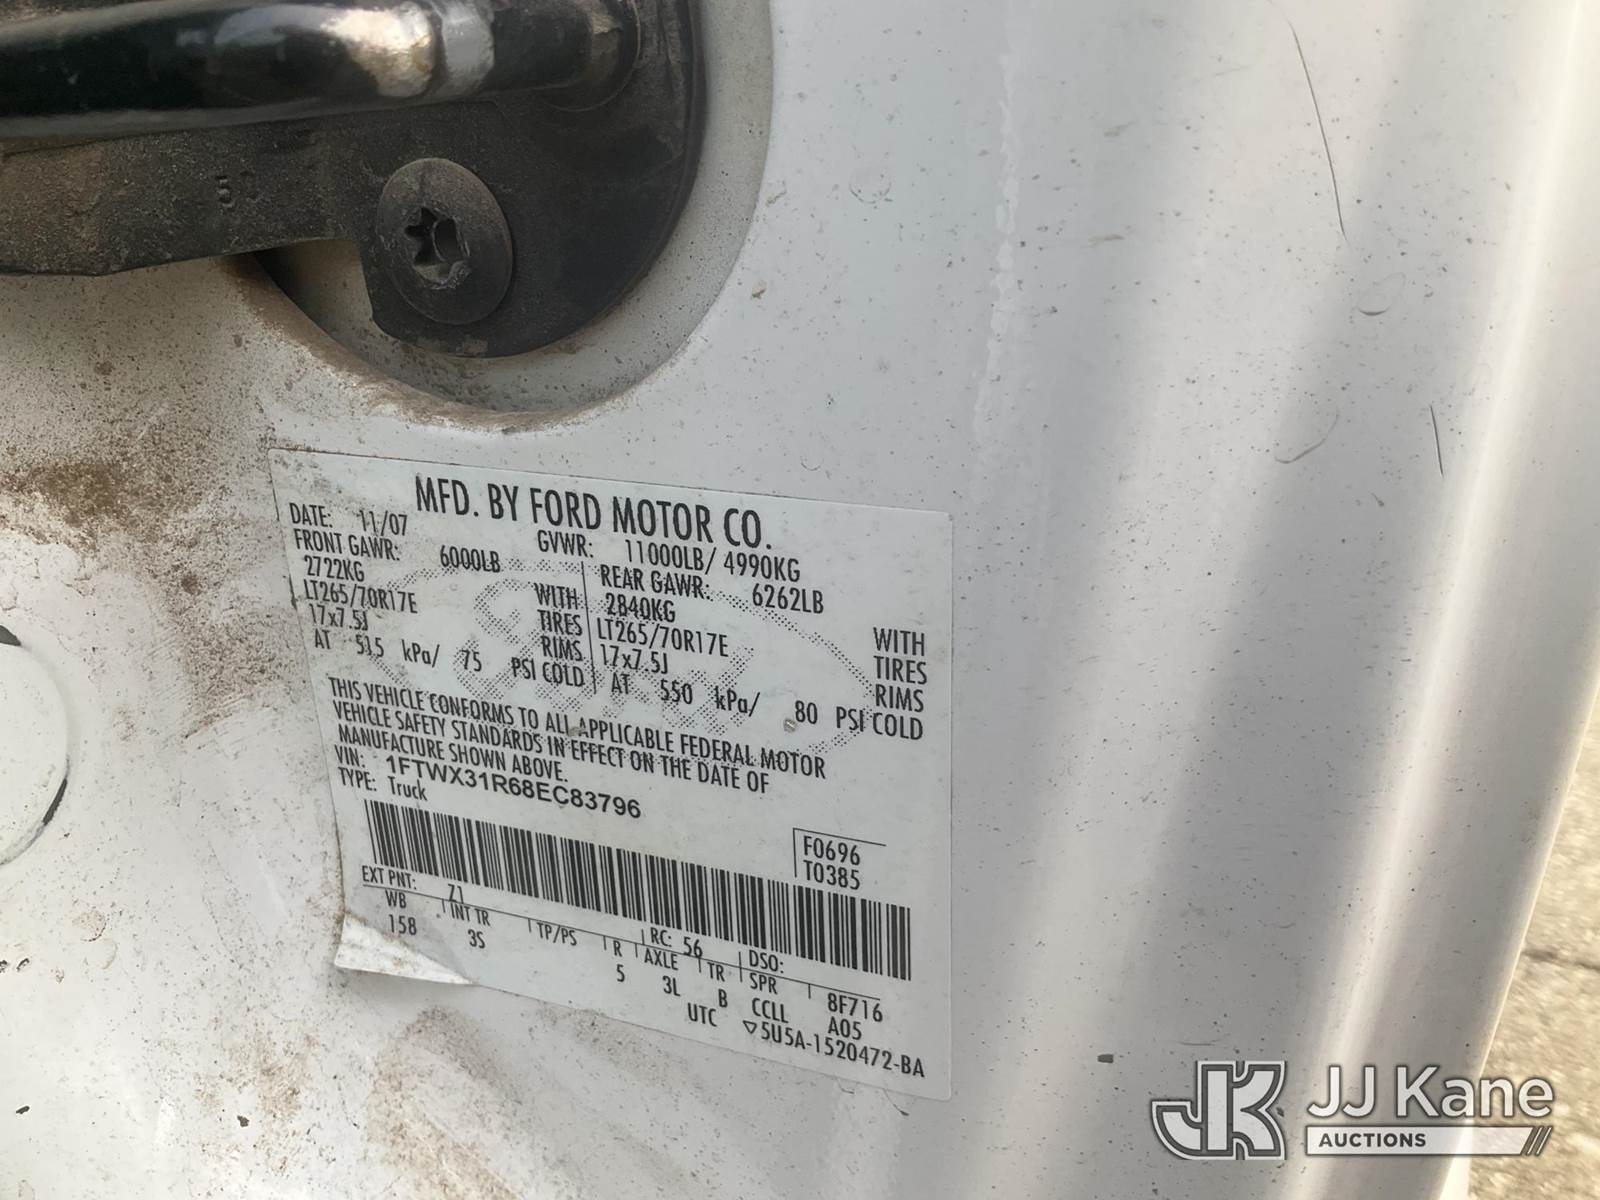 MFD. BY FORD MOTOR CO.
DATE: 11/07 GVWR: 11000LB/ 4990KG
FRONT GAWR: 6000LB REAR GAWR: 6262LB
2722KG WITH 2840KG WITH
LT265/70R17E TIRES LT265/70R17E TIRES
17x7.5J RIMS 17x7.5J RIMS
AT 515 kPa/ 75 PSI COLD AT 550 kPa/ 80 PSI COLD
THIS VEHICLE CONFORMS TO ALL APPLICABLE FEDERAL MOTOR
VEHICLE SAFETY STANDARDS IN EFFECT ON THE DATE OF
MANUFACTURE SHOWN ABOVE.
VIN: 1FTWX31R68EC83796
TYPE: Truck
F0696
T0385
EXT PNT: Z1 RC: 56 DSO:
WB INT TR TP/PS R AXLE TR SPR 8F716
158 3S 5 3L B CCLL A05
UTC ▽5U5A-1520472-BA
JK JJ Kane
AUCTIONS